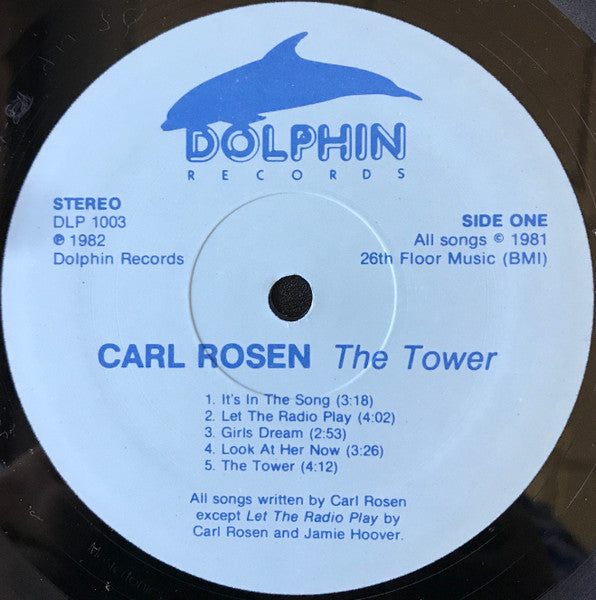 DOLPHIN
RECORDS
STEREO
DLP 1003
℗ 1982
Dolphin Records
SIDE ONE
All songs © 1981
26th Floor Music (BMI)
CARL ROSEN The Tower
1. It's In The Song (3:18)
2. Let The Radio Play (4:02)
3. Girls Dream (2:53)
4. Look At Her Now (3:26)
5. The Tower (4:12)
All songs written by Carl Rosen
except Let The Radio Play by
Carl Rosen and Jamie Hoover.